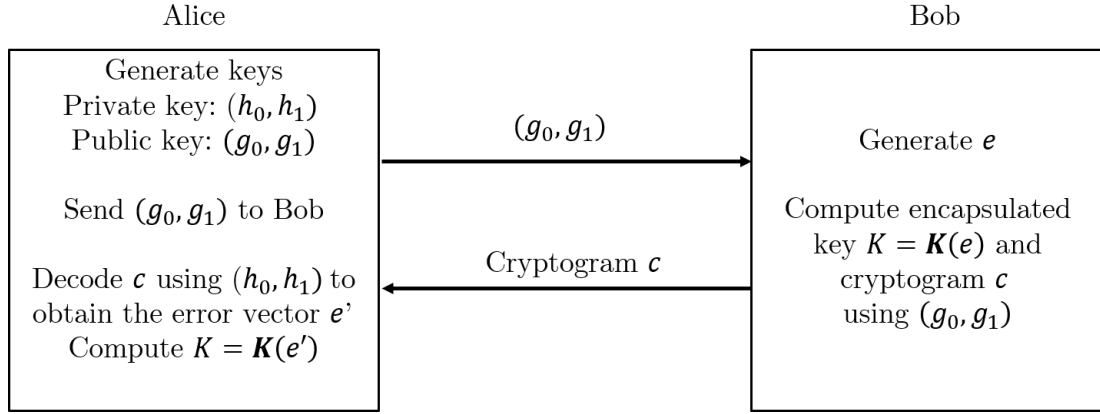 Alice
Generate keys
Private key: (h₀, h₁)
Public key: (g₀, g₁)
Send (g₀, g₁) to Bob
Decode c using (h₀, h₁) to
obtain the error vector e'
Compute K = K(e′)
(g₀, g₁)
Cryptogram c
Bob
Generate e
Compute encapsulated
key K = K(e) and
cryptogram c
using (g₀, g₁)